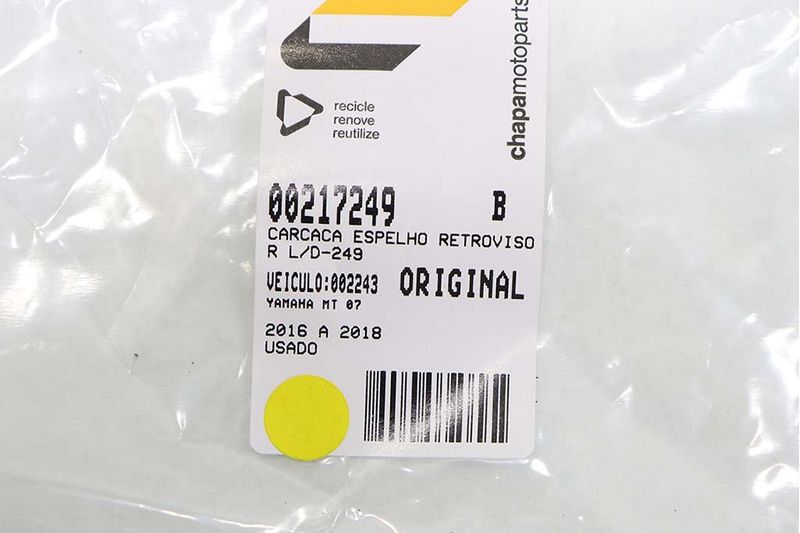 chapamotoparts
recicle
renove
reutilize
00217249 B
CARCACA ESPELHO RETROVISO
R L/D-249
VEICULO:002243 ORIGINAL
YAMAHA MT 07
2016 A 2018
USADO